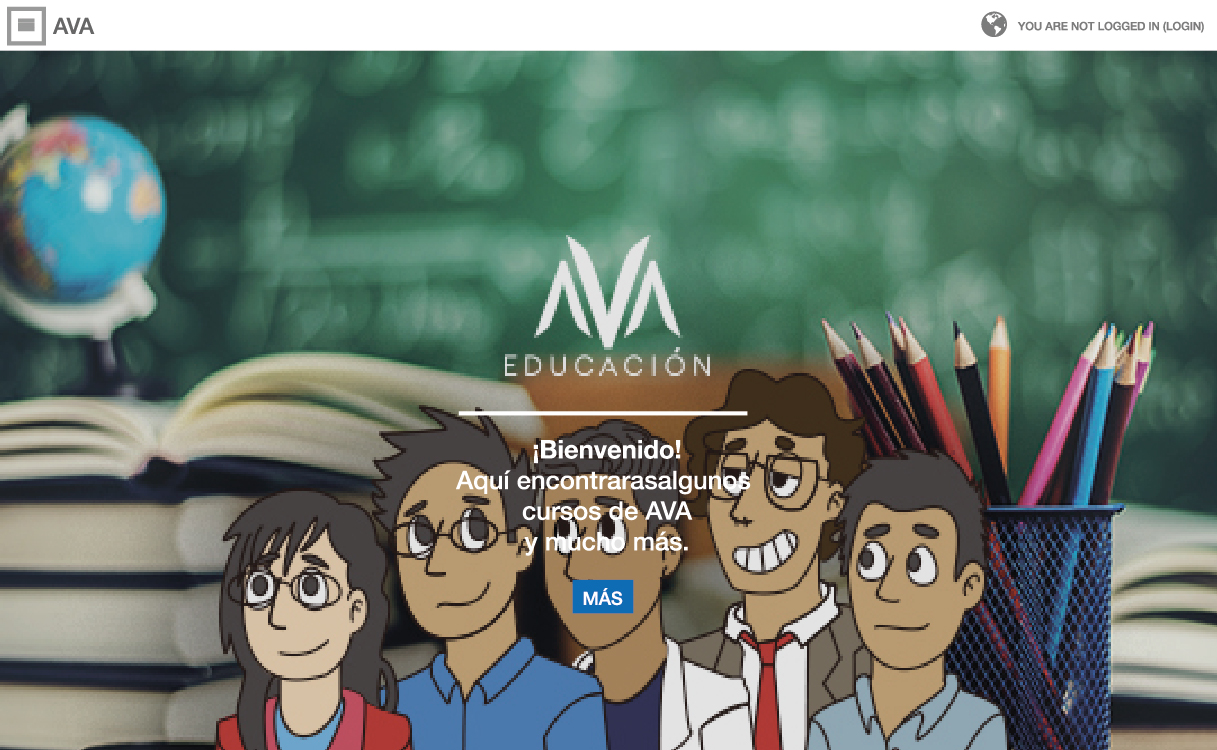 AVA
YOU ARE NOT LOGGED IN (LOGIN)
AVA
EDUCACIÓN
¡Bienvenido!
Aquí encontrarasalgunos
cursos de AVA
y mucho más.
MÁS